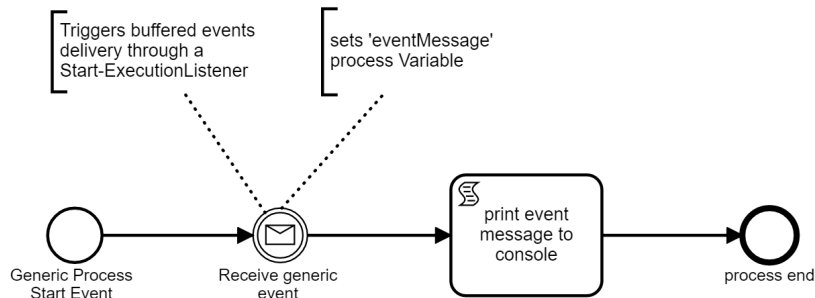 Triggers buffered events
delivery through a
Start-ExecutionListener
sets 'eventMessage'
process Variable
print event
message to
console
Generic Process
Start Event
Receive generic
event
process end